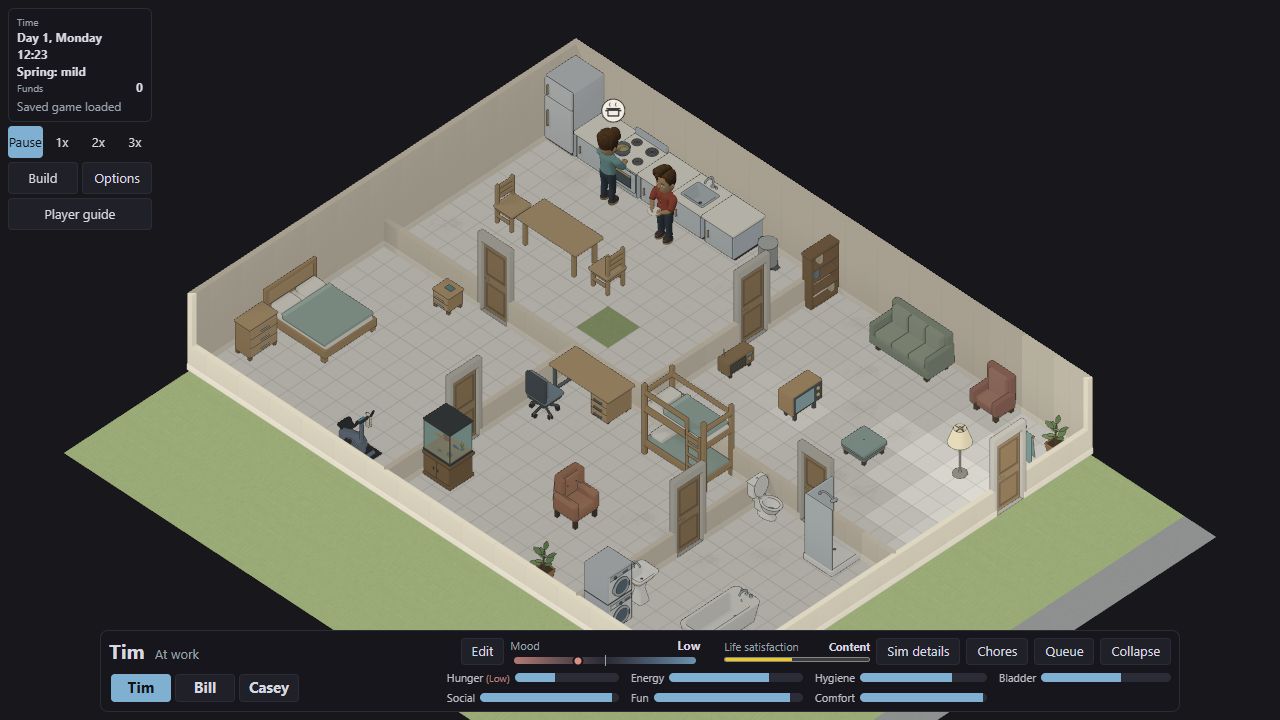 Time
Day 1, Monday
12:23
Spring: mild
Funds 0
Saved game loaded
Pause 1x 2x 3x
Build Options
Player guide
Tim At work
Edit Mood Low Life satisfaction Content Sim details Chores Queue Collapse
Tim Bill Casey
Hunger (Low) Energy Hygiene Bladder
Social Fun Comfort